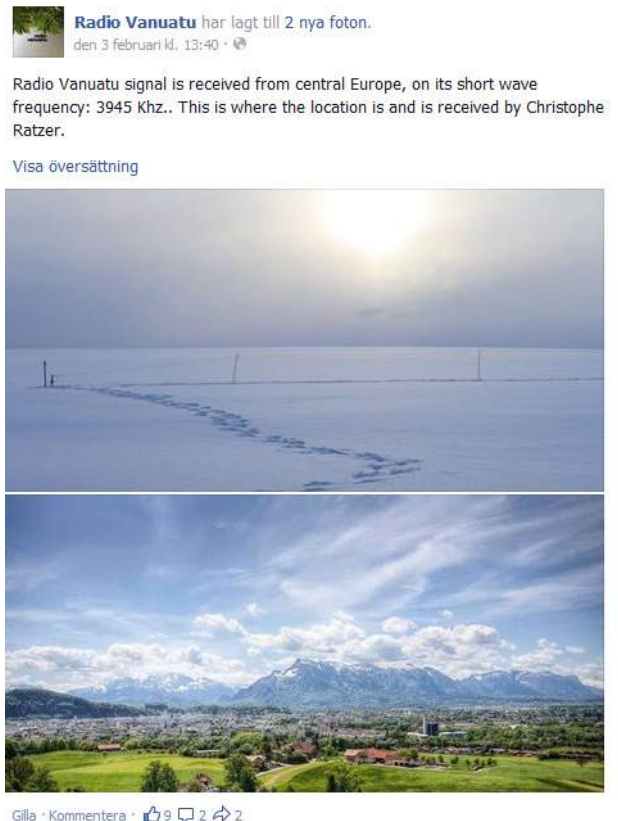 Radio Vanuatu har lagt till 2 nya foton.
den 3 februari kl. 13:40 ·
Radio Vanuatu signal is received from central Europe, on its short wave
frequency: 3945 Khz.. This is where the location is and is received by Christophe
Ratzer.
Visa översättning
Gilla · Kommentera · 9 2 2